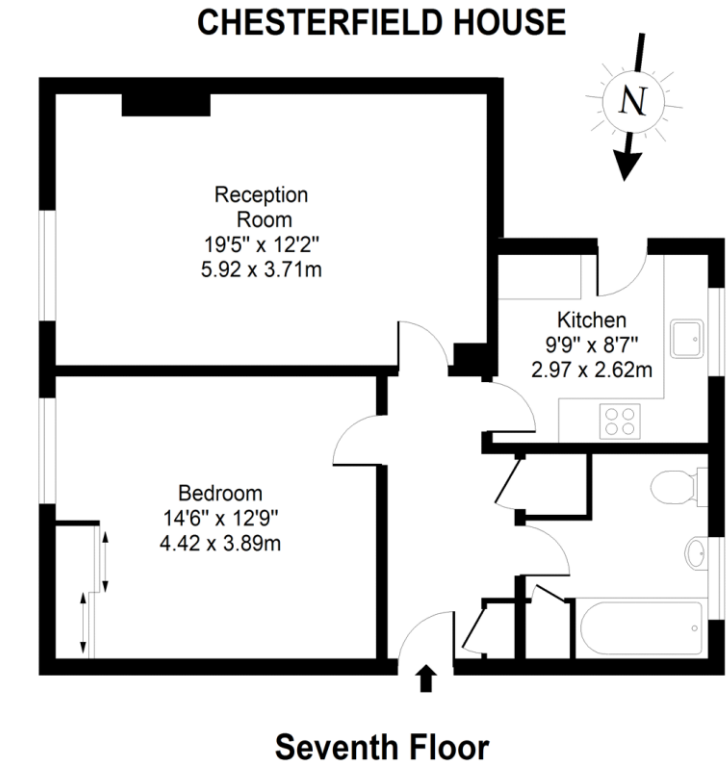 CHESTERFIELD HOUSE
N
Reception
Room
19'5" x 12'2"
5.92 x 3.71m
Kitchen
9'9" x 8'7"
2.97 x 2.62m
Bedroom
14'6" x 12'9"
4.42 x 3.89m
Seventh Floor